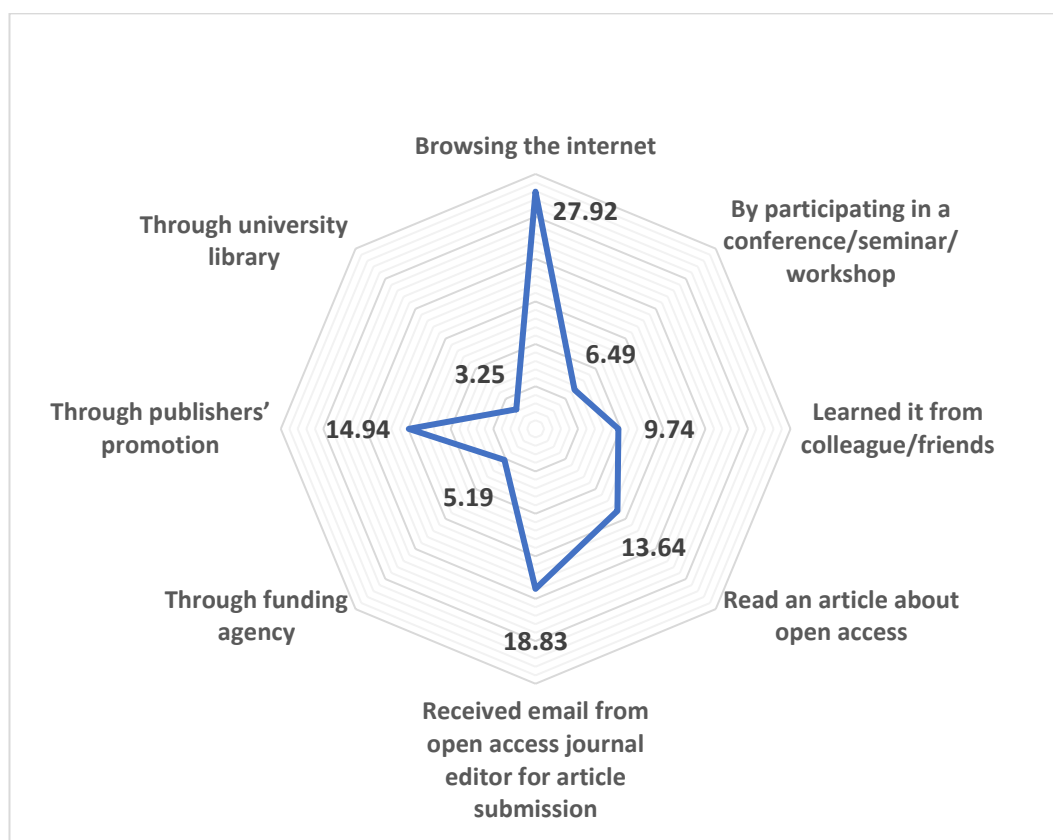 Browsing the internet
27.92
By participating in a
conference/seminar/
workshop
6.49
Learned it from
colleague/friends
9.74
Read an article about
open access
13.64
Received email from
open access journal
editor for article
submission
18.83
Through funding
agency
5.19
Through publishers’
promotion
14.94
Through university
library
3.25